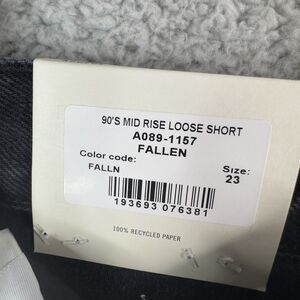 90'S MID RISE LOOSE SHORT
A089-1157
FALLEN
Color code: Size:
FALLN 23
193693 076381
100% RECYCLED PAPER